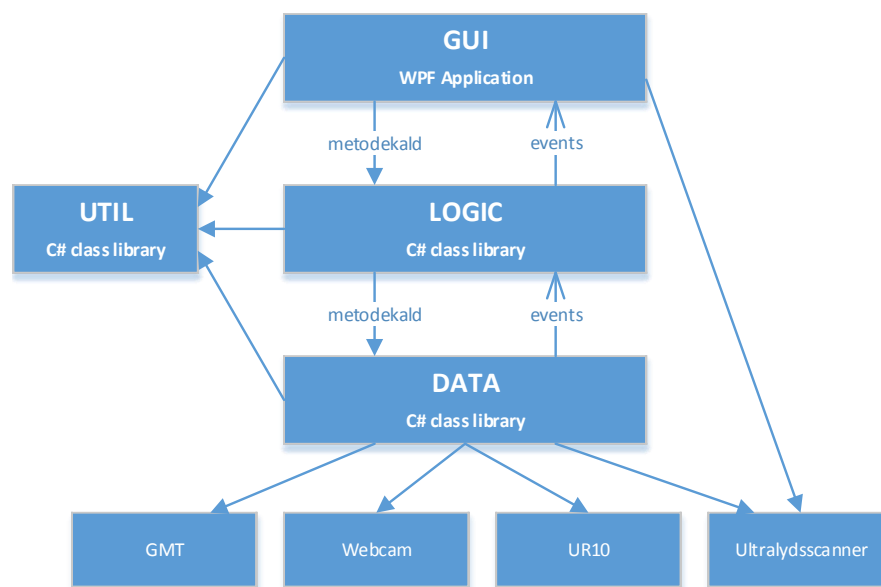 GUI
WPF Application
metodekald
events
UTIL
C# class library
LOGIC
C# class library
metodekald
events
DATA
C# class library
GMT
Webcam
UR10
Ultralydsscanner